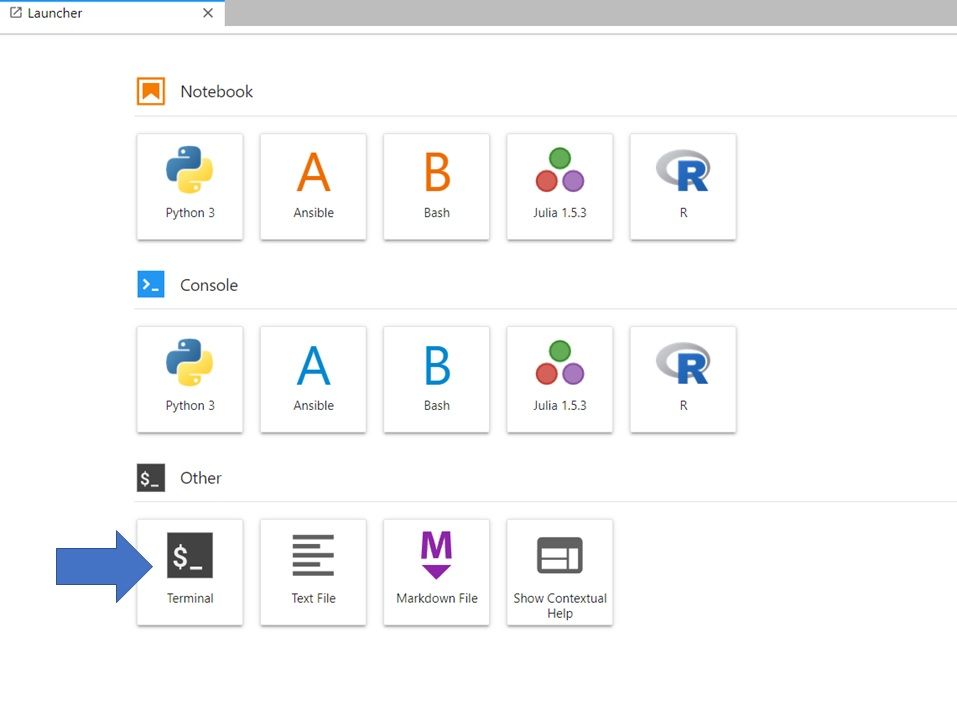 Launcher
Notebook
Python 3
Ansible
Bash
Julia 1.5.3
R
Console
Python 3
Ansible
Bash
Julia 1.5.3
R
$_ Other
$_
M
Terminal
Text File
Markdown File
Show Contextual
Help